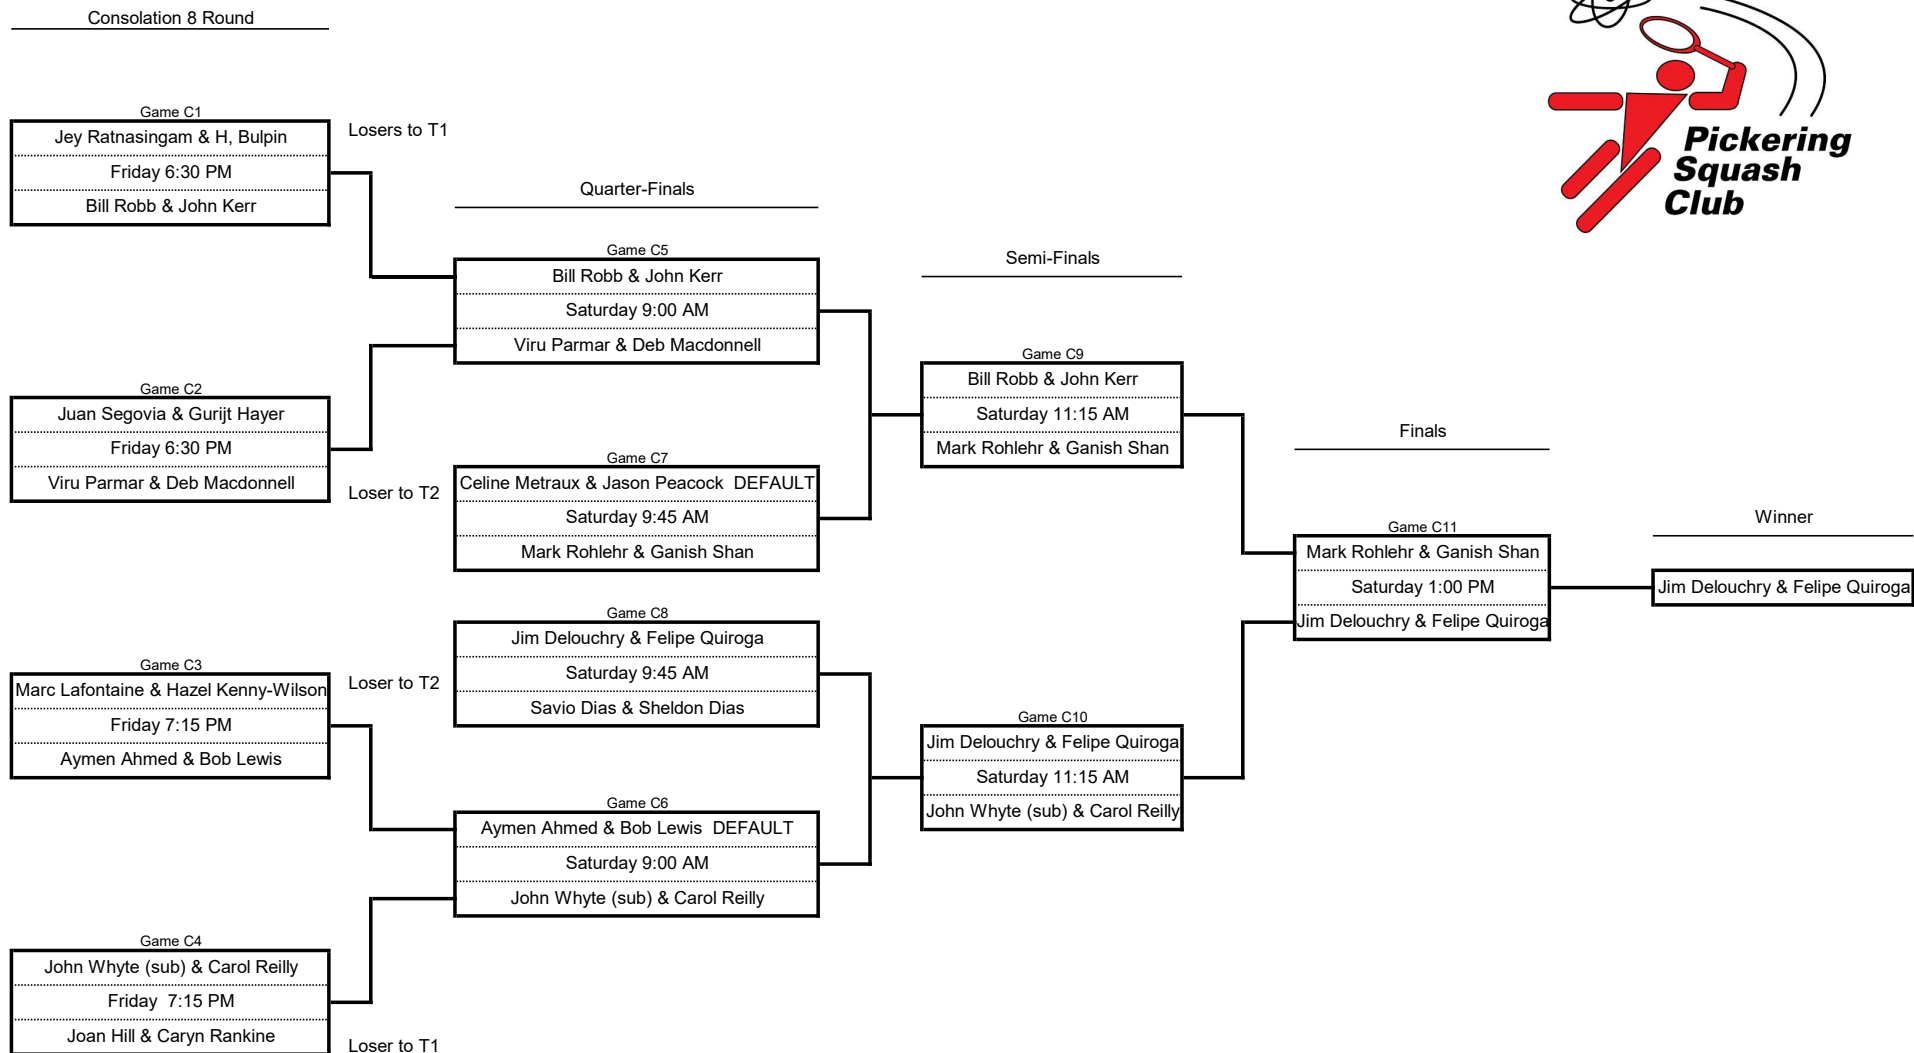 Consolation 8 Round
Pickering
Squash
Club
Game C1
Jey Ratnasingam & H, Bulpin
Friday 6:30 PM
Bill Robb & John Kerr
Losers to T1
Game C2
Juan Segovia & Gurijt Hayer
Friday 6:30 PM
Viru Parmar & Deb Macdonnell
Loser to T2
Game C3
Marc Lafontaine & Hazel Kenny-Wilson
Friday 7:15 PM
Aymen Ahmed & Bob Lewis
Loser to T2
Game C4
John Whyte (sub) & Carol Reilly
Friday  7:15 PM
Joan Hill & Caryn Rankine
Loser to T1
Quarter-Finals
Game C5
Bill Robb & John Kerr
Saturday 9:00 AM
Viru Parmar & Deb Macdonnell
Game C7
Celine Metraux & Jason Peacock  DEFAULT
Saturday 9:45 AM
Mark Rohlehr & Ganish Shan
Game C8
Jim Delouchry & Felipe Quiroga
Saturday 9:45 AM
Savio Dias & Sheldon Dias
Game C6
Aymen Ahmed & Bob Lewis  DEFAULT
Saturday 9:00 AM
John Whyte (sub) & Carol Reilly
Semi-Finals
Game C9
Bill Robb & John Kerr
Saturday 11:15 AM
Mark Rohlehr & Ganish Shan
Game C10
Jim Delouchry & Felipe Quiroga
Saturday 11:15 AM
John Whyte (sub) & Carol Reilly
Finals
Game C11
Mark Rohlehr & Ganish Shan
Saturday 1:00 PM
Jim Delouchry & Felipe Quiroga
Winner
Jim Delouchry & Felipe Quiroga